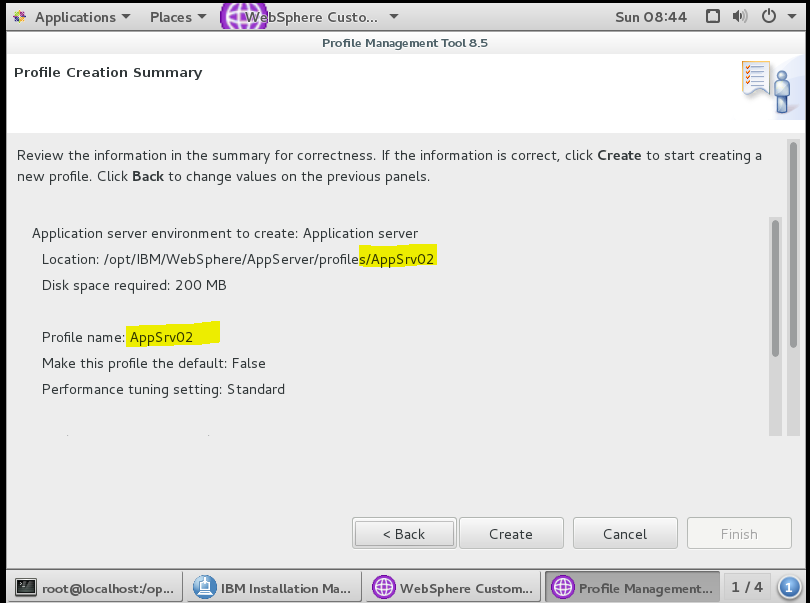 Applications Places WebSphere Custo... Sun 08:44
Profile Management Tool 8.5
Profile Creation Summary
Review the information in the summary for correctness. If the information is correct, click Create to start creating a
new profile. Click Back to change values on the previous panels.
Application server environment to create: Application server
Location: /opt/IBM/WebSphere/AppServer/profiles/AppSrv02
Disk space required: 200 MB
Profile name: AppSrv02
Make this profile the default: False
Performance tuning setting: Standard
< Back Create Cancel Finish
root@localhost:/op... IBM Installation Ma... WebSphere Custom... Profile Management... 1 / 4 1